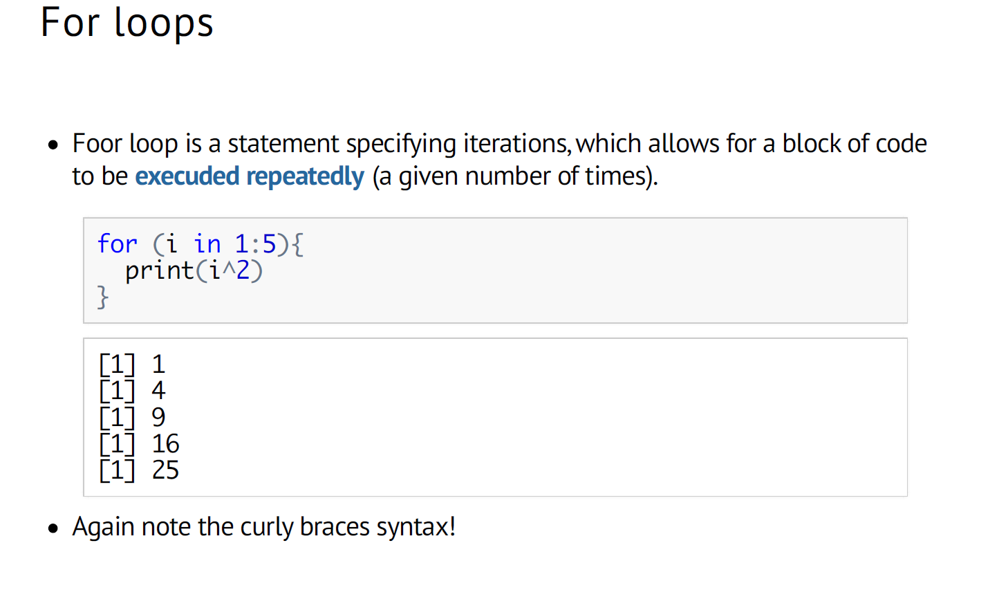 For loops
• Foor loop is a statement specifying iterations, which allows for a block of code
to be execuded repeatedly (a given number of times).
for (i in 1:5){
  print(i^2)
}
[1] 1
[1] 4
[1] 9
[1] 16
[1] 25
• Again note the curly braces syntax!